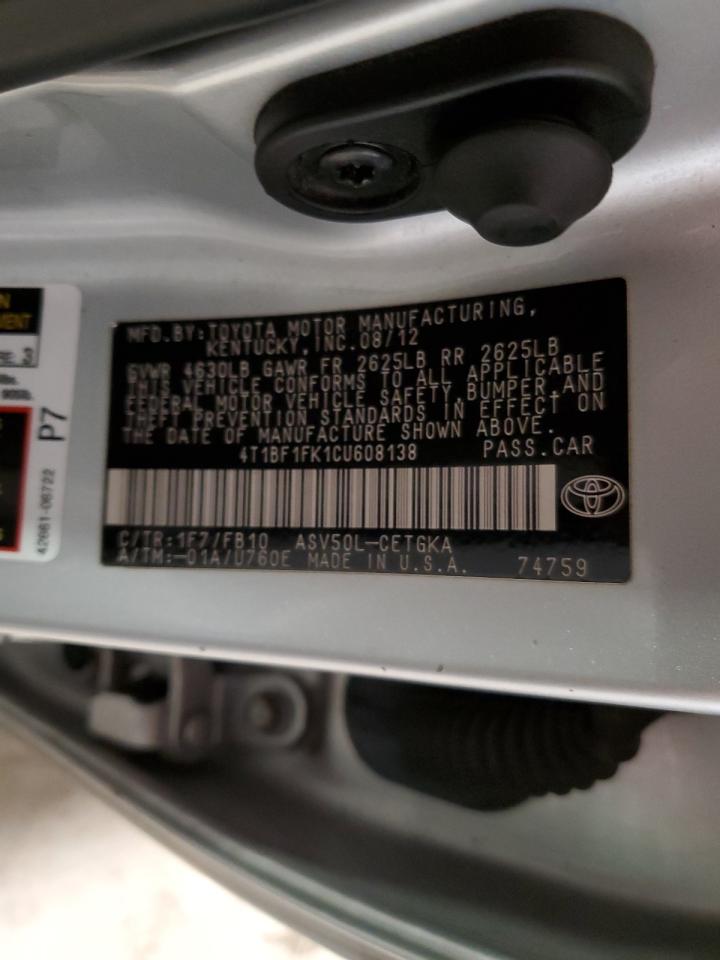 MFD.BY:TOYOTA MOTOR MANUFACTURING,
KENTUCKY,INC.08/12
GVWR 4630LB GAWR FR 2625LB RR 2625LB
THIS VEHICLE CONFORMS TO ALL APPLICABLE
FEDERAL MOTOR VEHICLE SAFETY,BUMPER,AND
THEFT PREVENTION STANDARDS IN EFFECT ON
THE DATE OF MANUFACTURE SHOWN ABOVE.
4T1BF1FK1CU608138 PASS.CAR
C/TR:1F7/FB10 ASV50L-CETGKA
A/TM:-01A/U760E MADE IN U.S.A. 74759
P7
42661-06722